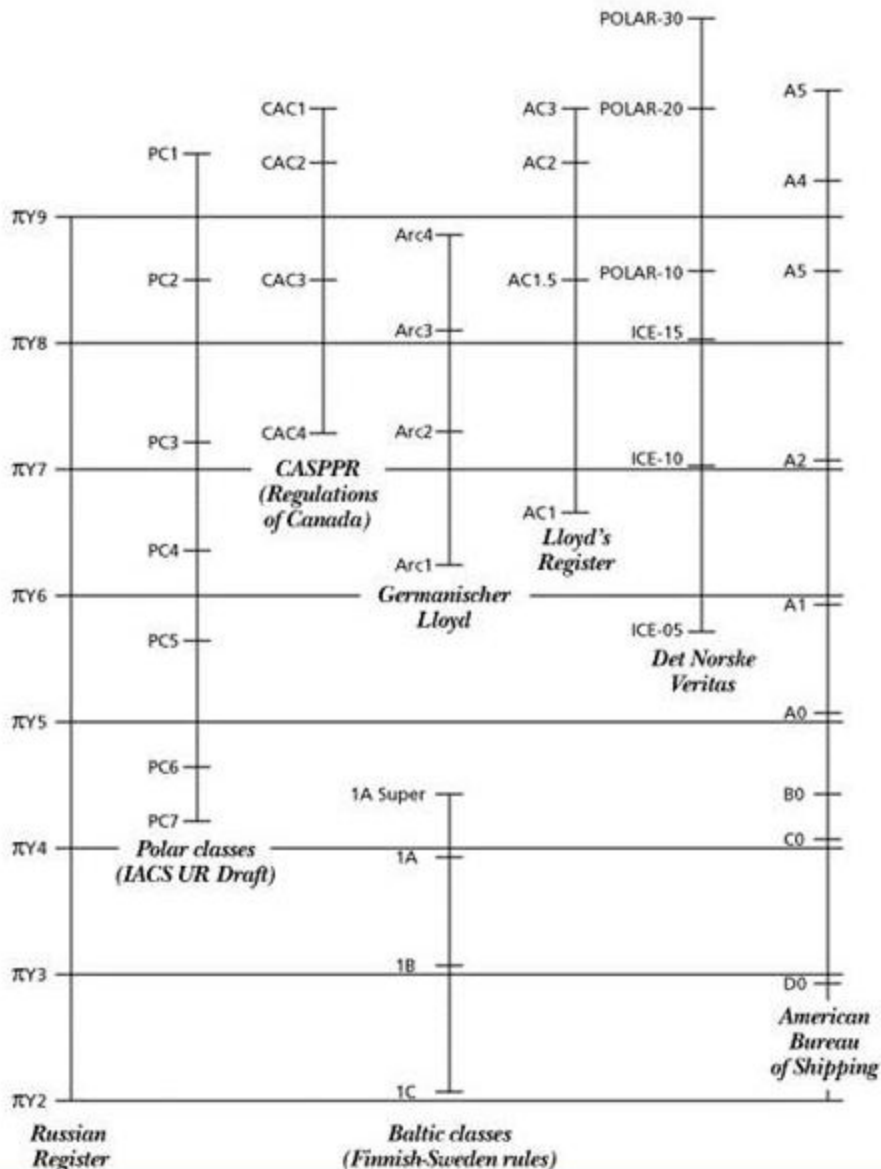 POLAR-30
A5
CAC1
AC3
POLAR-20
PC1
CAC2
AC2
A4
πY9
Arc4
PC2
CAC3
AC1.5
POLAR-10
A5
πY8
Arc3
ICE-15
PC3
CAC4
Arc2
πY7
CASPPR
(Regulations
of Canada)
ICE-10
A2
AC1
Lloyd's
Register
PC4
Arc1
πY6
Germanischer
Lloyd
A1
PC5
ICE-05
Det Norske
Veritas
πY5
A0
PC6
1A Super
B0
PC7
C0
πY4
Polar classes
(IACS UR Draft)
1A
πY3
1B
D0
American
Bureau
of Shipping
πY2
1C
Russian
Register
Baltic classes
(Finnish-Sweden rules)